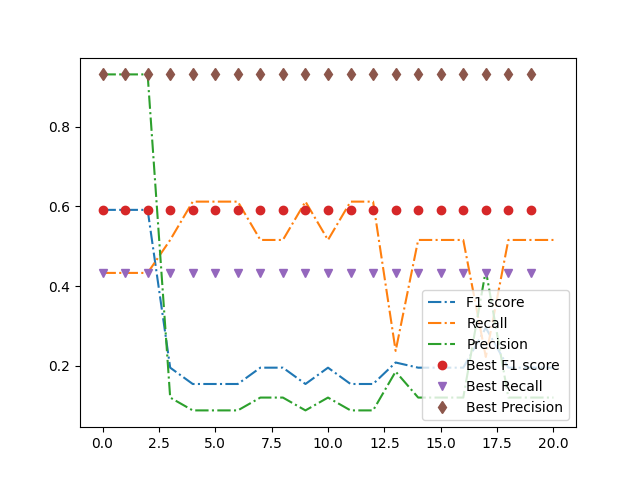 0.8
0.6
0.4
0.2
F1 score
Recall
Precision
Best F1 score
Best Recall
Best Precision
0.0 2.5 5.0 7.5 10.0 12.5 15.0 17.5 20.0